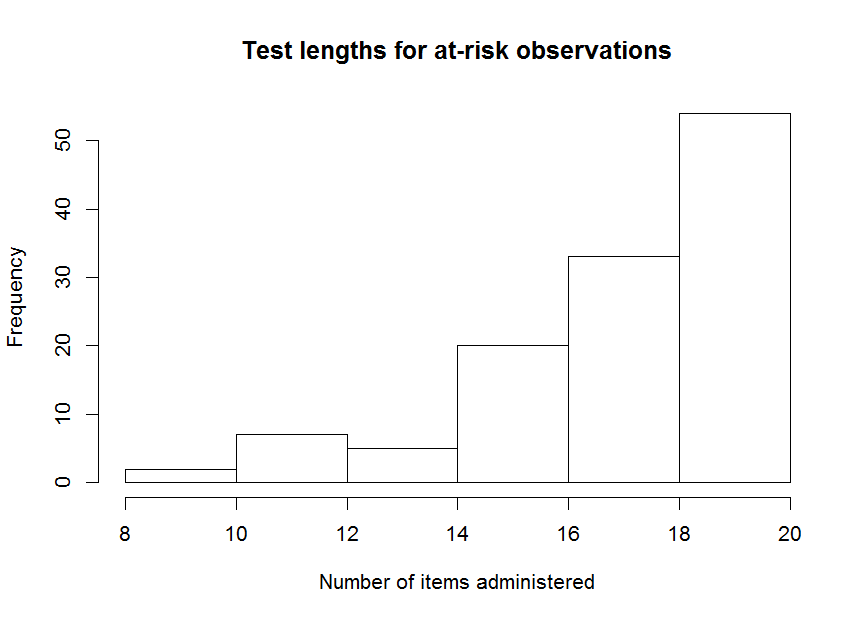 Test lengths for at-risk observations
50
40
30
20
10
0
Frequency
8 10 12 14 16 18 20
Number of items administered